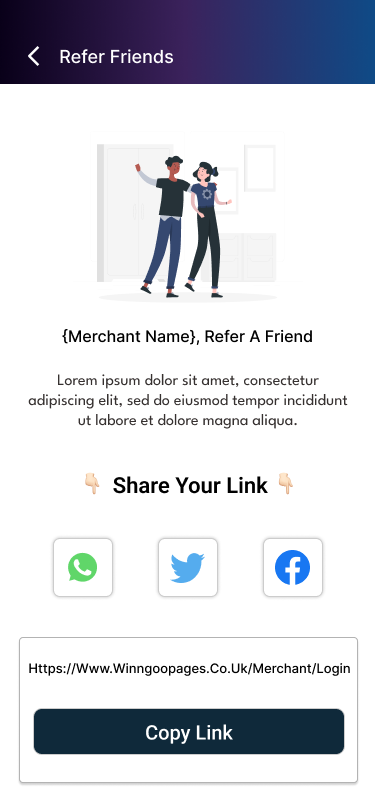 Refer Friends
{Merchant Name}, Refer A Friend
Lorem ipsum dolor sit amet, consectetur
adipiscing elit, sed do eiusmod tempor incididunt
ut labore et dolore magna aliqua.
👇🏻 Share Your Link 👇🏻
Https://Www.Winngoopages.Co.Uk/Merchant/Login
Copy Link